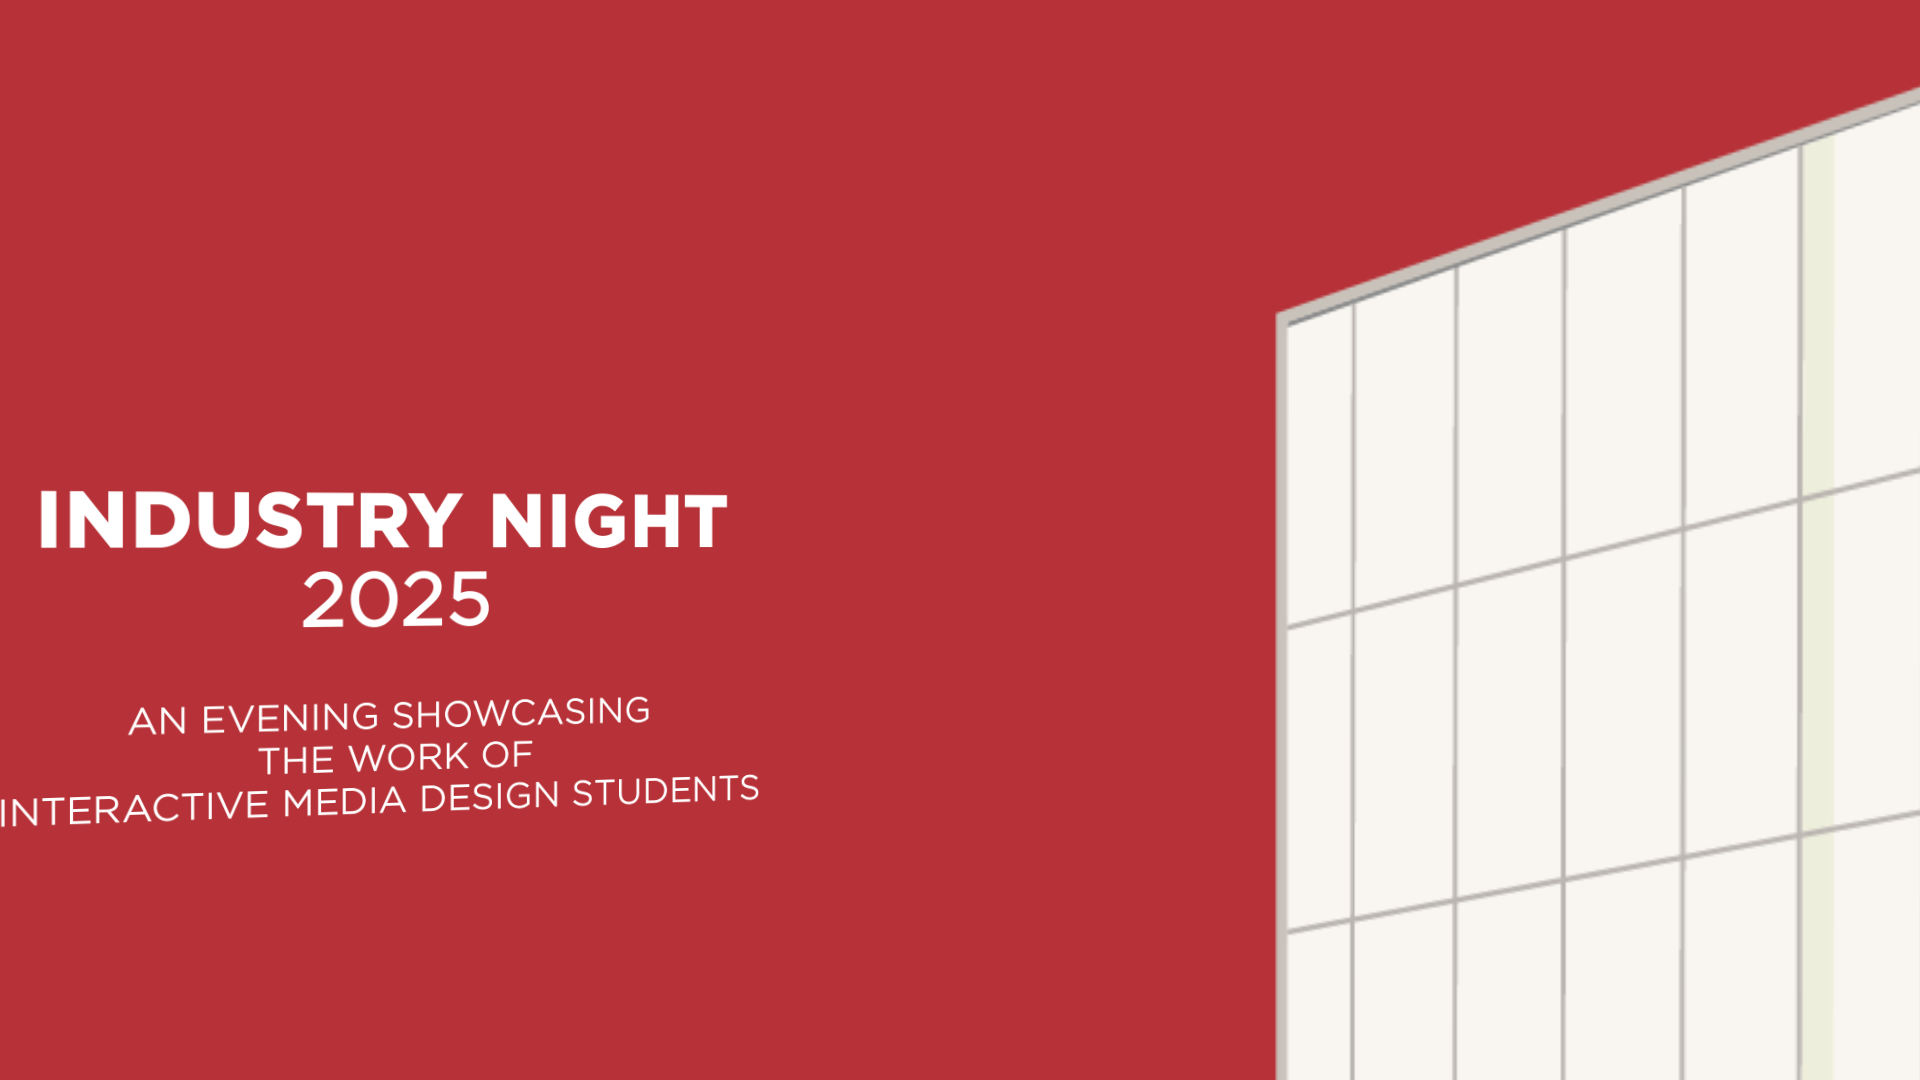 INDUSTRY NIGHT
2025
AN EVENING SHOWCASING
THE WORK OF
INTERACTIVE MEDIA DESIGN STUDENTS